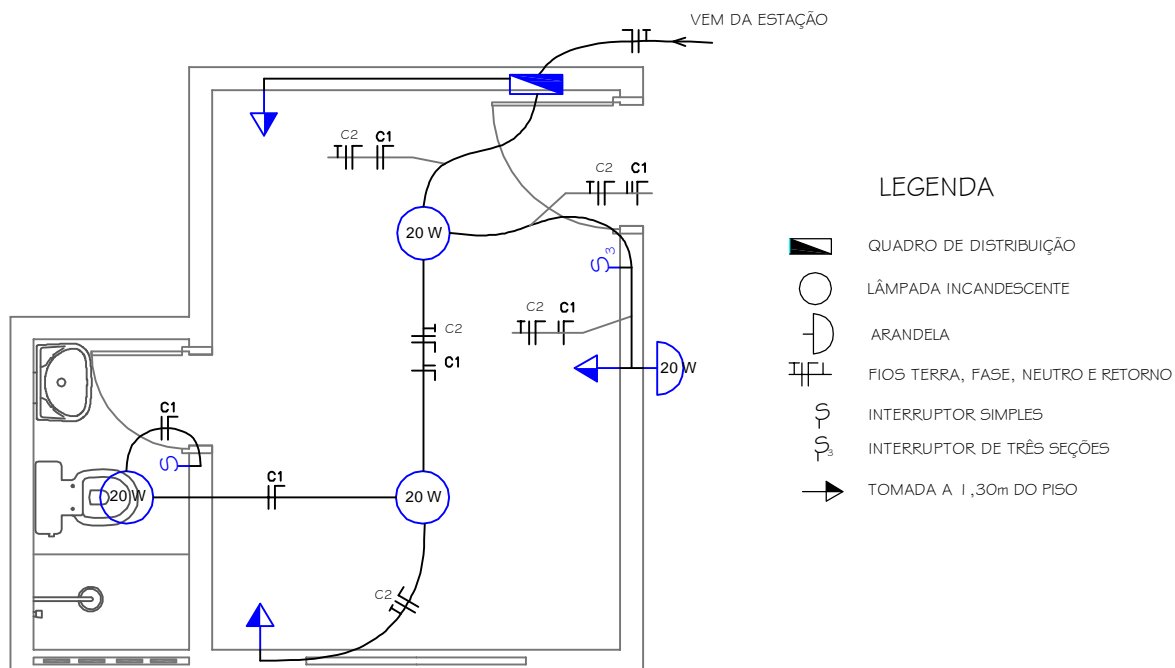 VEM DA ESTAÇÃO
C2 C1
C2 C1
20 W
S3
LEGENDA
QUADRO DE DISTRIBUIÇÃO
LÂMPADA INCANDESCENTE
ARANDELA
FIOS TERRA, FASE, NEUTRO E RETORNO
S INTERRUPTOR SIMPLES
S3 INTERRUPTOR DE TRÊS SEÇÕES
TOMADA A 1,30m DO PISO
C2 C1
C2
C1
20 W
C1
S
C1
20 W
20 W
C2